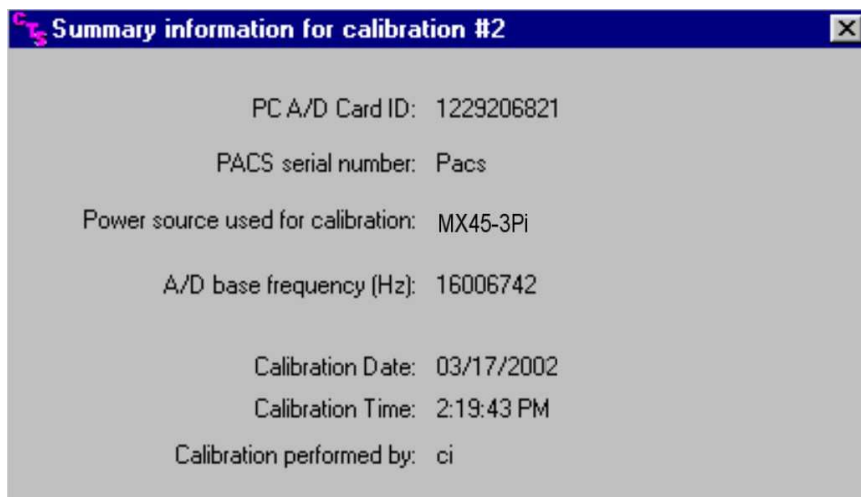 CTS Summary information for calibration #2
PC A/D Card ID: 1229206821
PACS serial number: Pacs
Power source used for calibration: MX45-3Pi
A/D base frequency (Hz): 16006742
Calibration Date: 03/17/2002
Calibration Time: 2:19:43 PM
Calibration performed by: ci